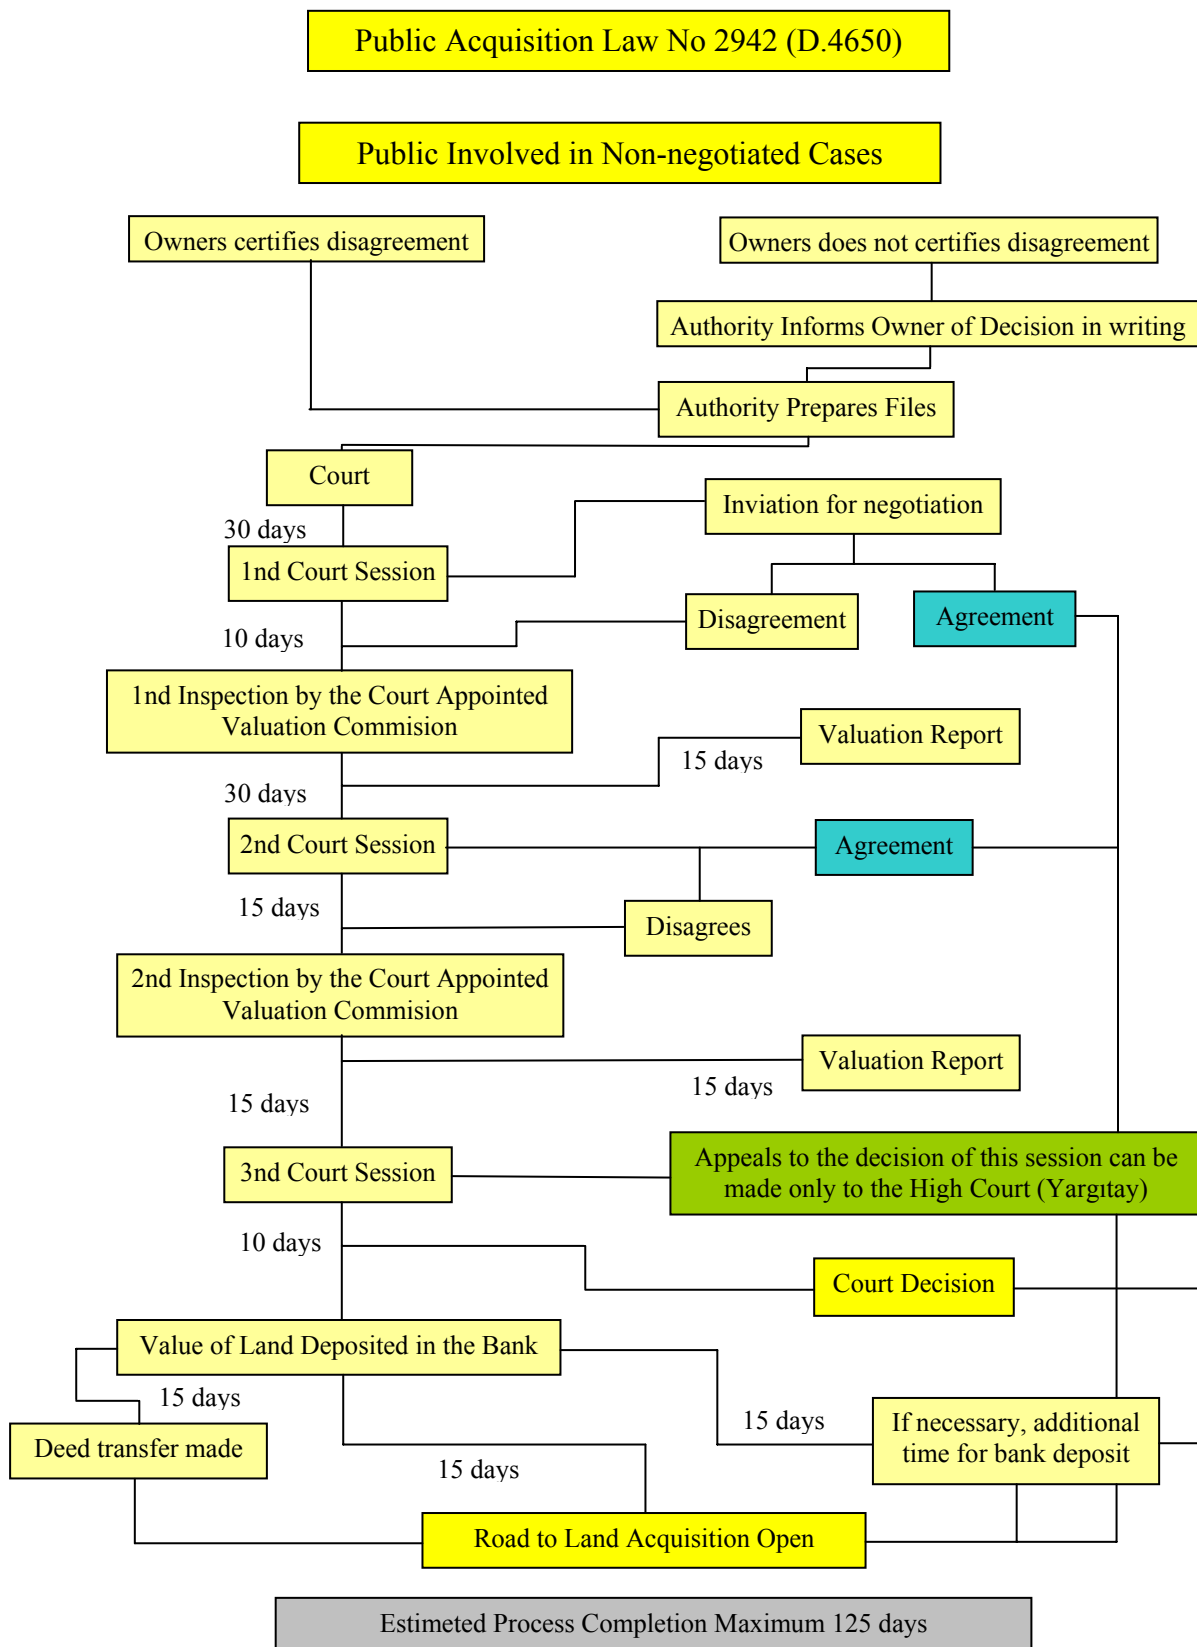 Public Acquisition Law No 2942 (D.4650)
Public Involved in Non-negotiated Cases
Owners certifies disagreement
Owners does not certifies disagreement
Authority Informs Owner of Decision in writing
Authority Prepares Files
Court
Inviation for negotiation
30 days
1nd Court Session
Disagreement
Agreement
10 days
1nd Inspection by the Court Appointed
Valuation Commision
Valuation Report
15 days
30 days
2nd Court Session
Agreement
15 days
Disagrees
2nd Inspection by the Court Appointed
Valuation Commision
Valuation Report
15 days
15 days
3nd Court Session
Appeals to the decision of this session can be
made only to the High Court (Yargıtay)
10 days
Court Decision
Value of Land Deposited in the Bank
15 days
15 days
If necessary, additional
time for bank deposit
Deed transfer made
15 days
Road to Land Acquisition Open
Estimeted Process Completion Maximum 125 days